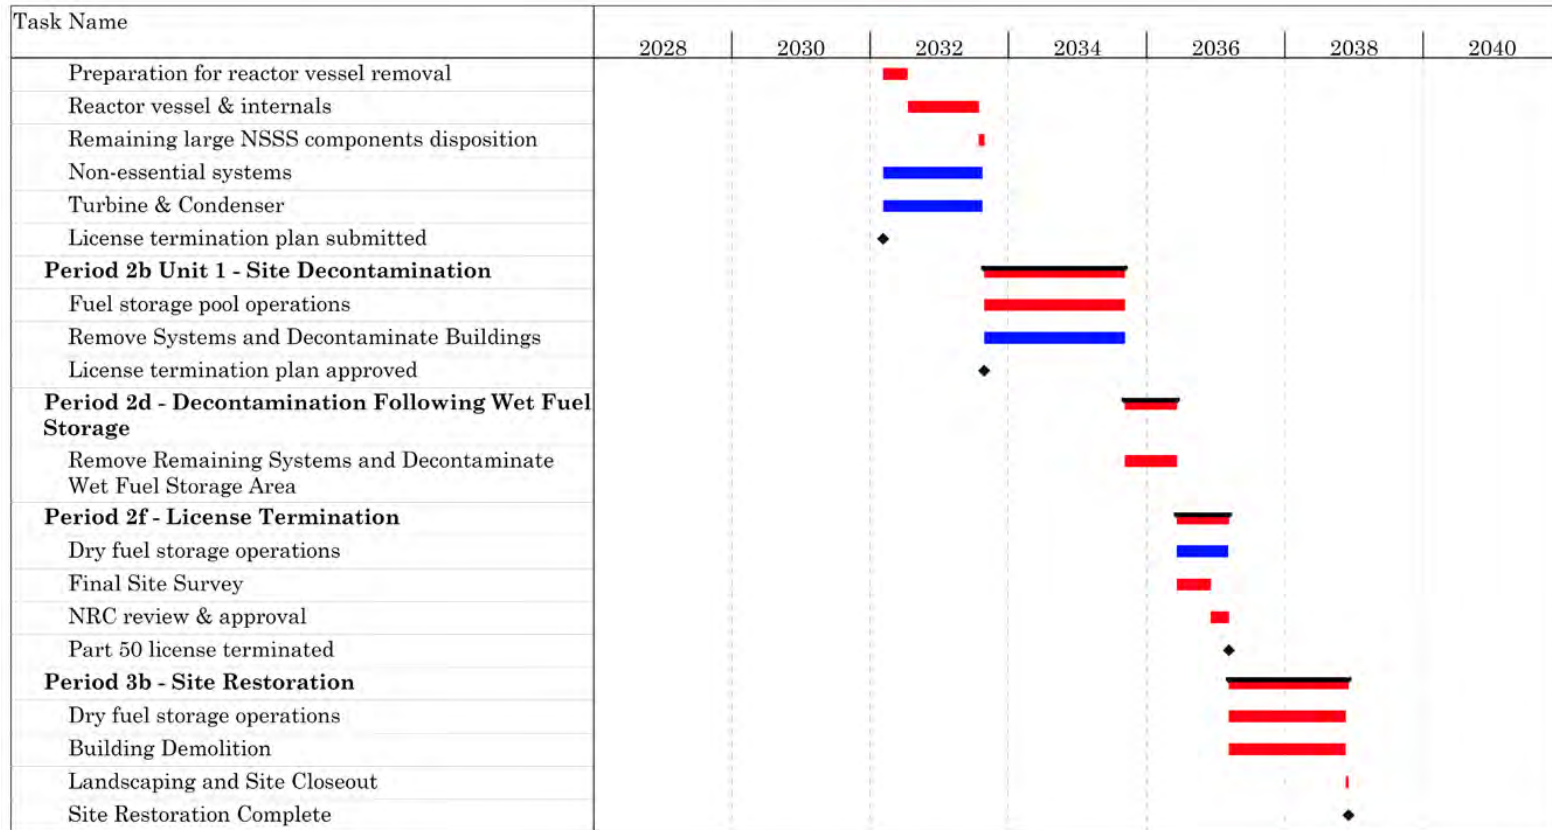 Task Name
2028 2030 2032 2034 2036 2038 2040
Preparation for reactor vessel removal
Reactor vessel & internals
Remaining large NSSS components disposition
Non-essential systems
Turbine & Condenser
License termination plan submitted
Period 2b Unit 1 - Site Decontamination
Fuel storage pool operations
Remove Systems and Decontaminate Buildings
License termination plan approved
Period 2d - Decontamination Following Wet Fuel
Storage
Remove Remaining Systems and Decontaminate
Wet Fuel Storage Area
Period 2f - License Termination
Dry fuel storage operations
Final Site Survey
NRC review & approval
Part 50 license terminated
Period 3b - Site Restoration
Dry fuel storage operations
Building Demolition
Landscaping and Site Closeout
Site Restoration Complete